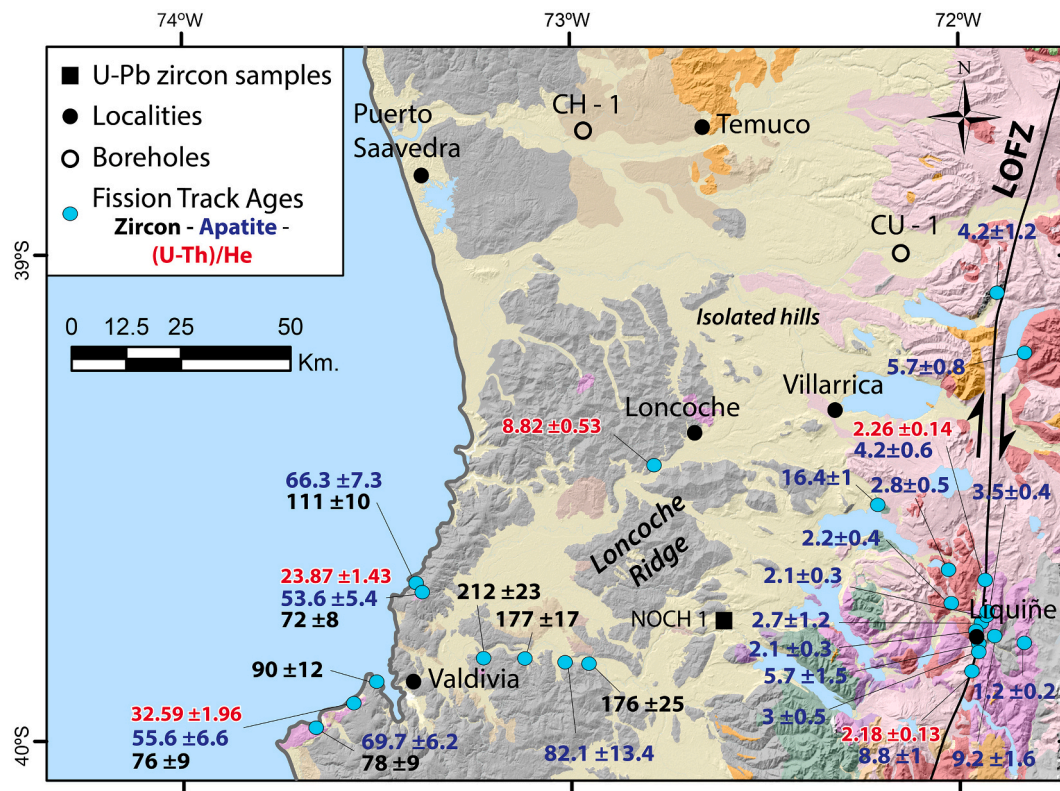 74ºW
73ºW
72ºW
U-Pb zircon samples
Localities
Boreholes
Fission Track Ages
Zircon - Apatite -
(U-Th)/He
0 12.5 25 50
Km.
39ºS
40ºS
N
LOFZ
CH - 1
Temuco
Puerto
Saavedra
CU - 1
4.2±1.2
Isolated hills
5.7±0.8
Villarrica
Loncoche
8.82 ±0.53
2.26 ±0.14
4.2±0.6
16.4±1
2.8±0.5
3.5±0.4
66.3 ±7.3
111 ±10
Loncoche
Ridge
2.2±0.4
23.87 ±1.43
53.6 ±5.4
72 ±8
2.1±0.3
212 ±23
177 ±17
NOCH 1
2.7±1.2
Liquiñe
2.1 ±0.3
90 ±12
Valdivia
5.7±1.5
176 ±25
1.2 ±0.2
32.59 ±1.96
55.6 ±6.6
76 ±9
69.7 ±6.2
78 ±9
82.1 ±13.4
3 ±0.5
2.18 ±0.13
8.8 ±1
9.2 ±1.6